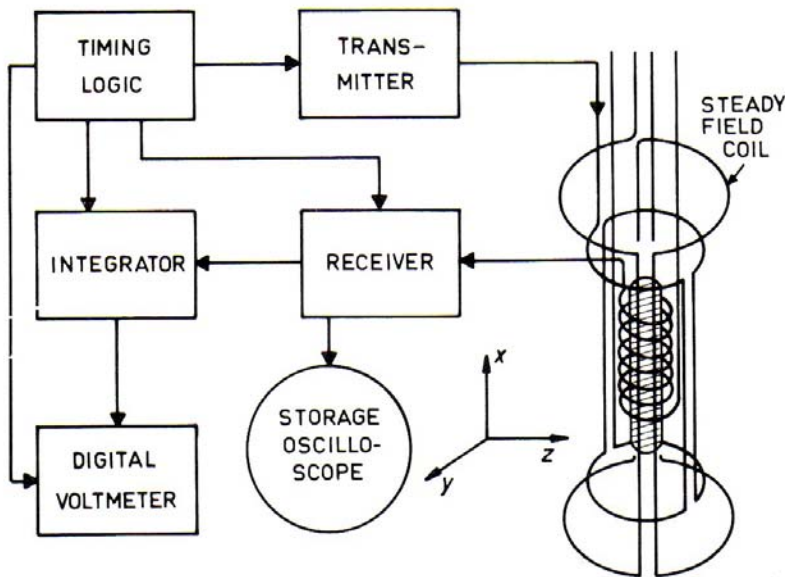 TIMING
LOGIC
TRANS-
MITTER
STEADY
FIELD
COIL
INTEGRATOR
RECEIVER
x
z
y
STORAGE
OSCILLO-
SCOPE
DIGITAL
VOLTMETER